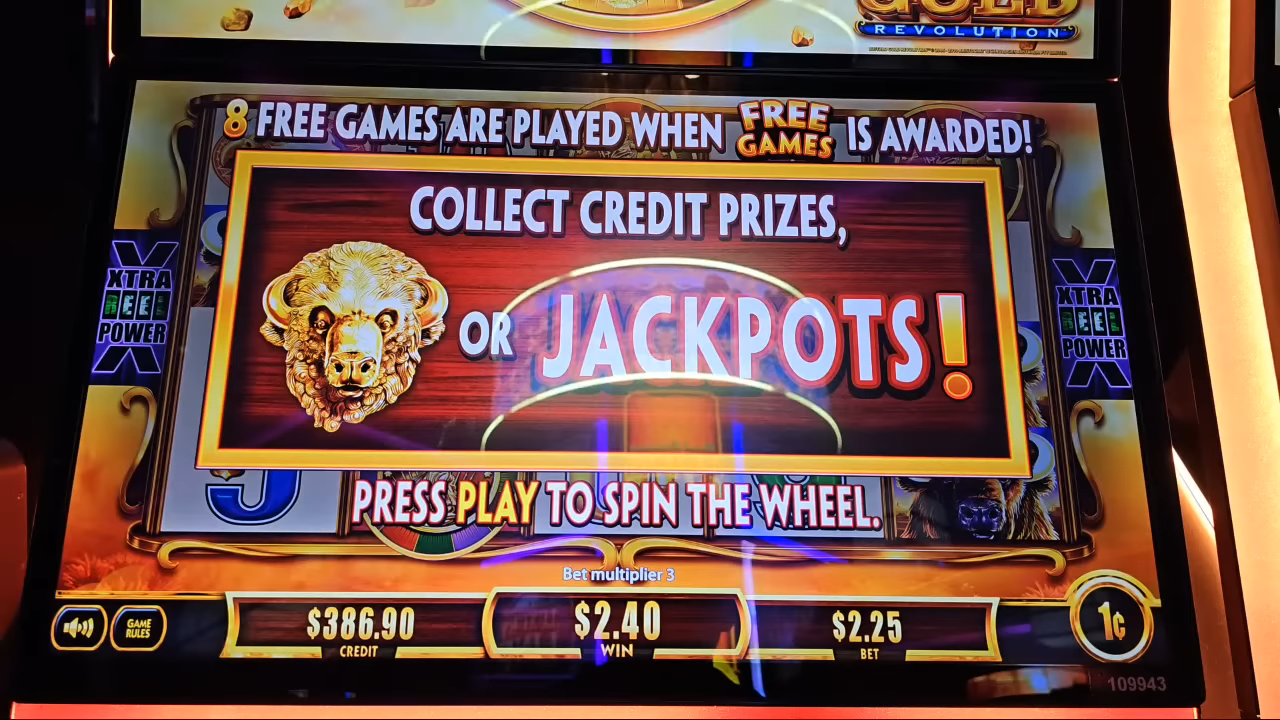 GOLD
REVOLUTION
8 FREE GAMES ARE PLAYED WHEN FREE GAMES IS AWARDED!
COLLECT CREDIT PRIZES,
OR JACKPOTS!
XTRA
REEL
POWER
XTRA
REEL
POWER
J
PRESS PLAY TO SPIN THE WHEEL.
Bet multiplier 3
GAME
RULES
$386.90
CREDIT
$2.40
WIN
$2.25
BET
1¢
109943